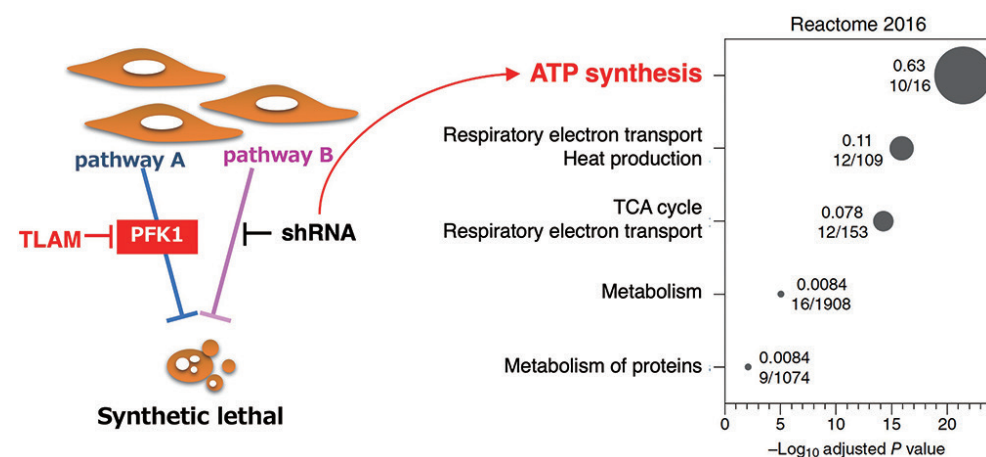 pathway A
pathway B
TLAM
PFK1
shRNA
Synthetic lethal
Reactome 2016
ATP synthesis
0.63
10/16
Respiratory electron transport
Heat production
0.11
12/109
TCA cycle
Respiratory electron transport
0.078
12/153
Metabolism
0.0084
16/1908
Metabolism of proteins
0.0084
9/1074
0 5 10 15 20
–Log10 adjusted P value